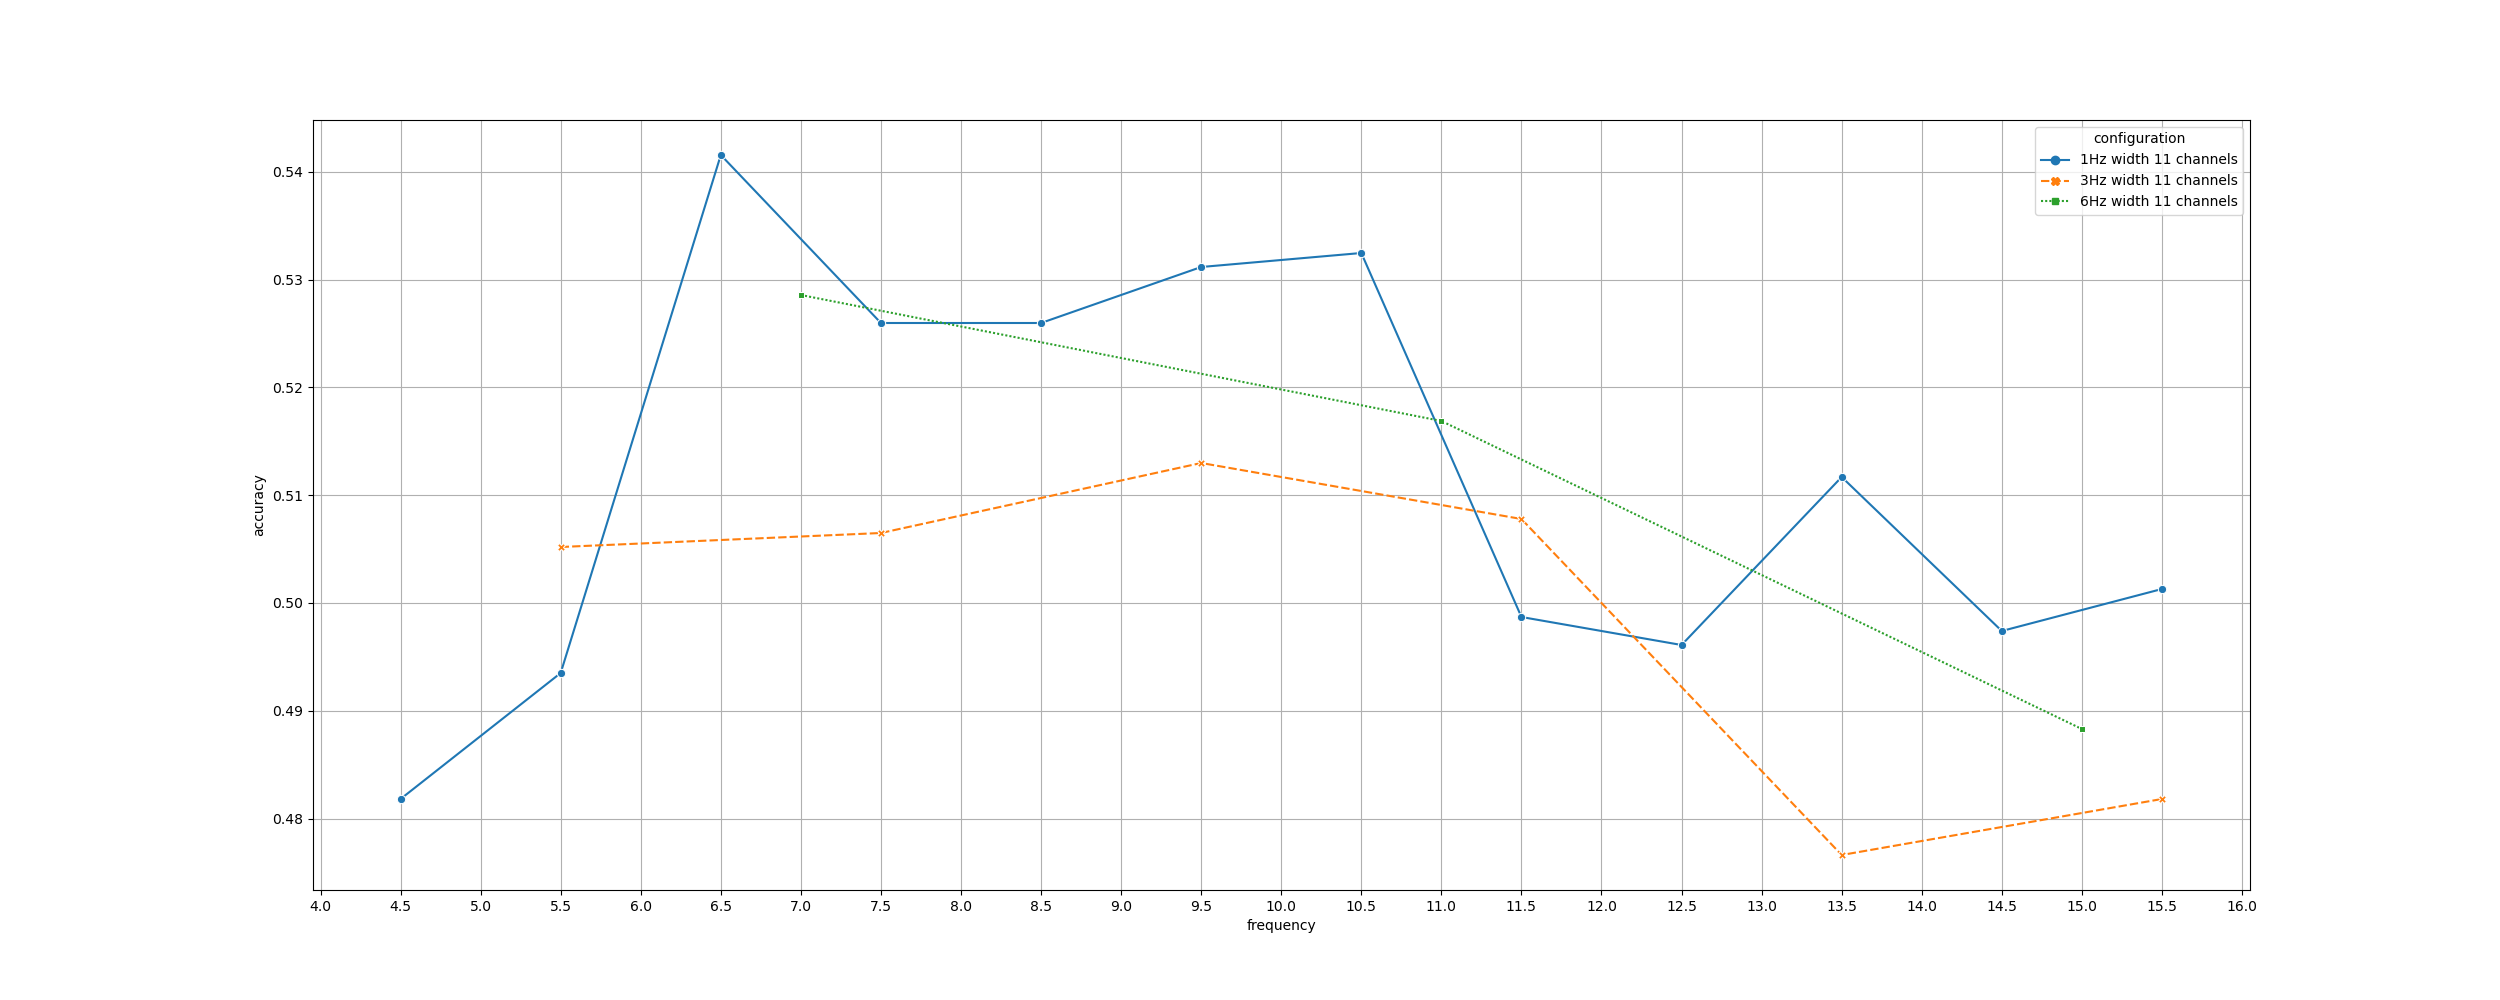 configuration
1Hz width 11 channels
3Hz width 11 channels
6Hz width 11 channels
accuracy
0.54
0.53
0.52
0.51
0.50
0.49
0.48
4.0 4.5 5.0 5.5 6.0 6.5 7.0 7.5 8.0 8.5 9.0 9.5 10.0 10.5 11.0 11.5 12.0 12.5 13.0 13.5 14.0 14.5 15.0 15.5 16.0
frequency